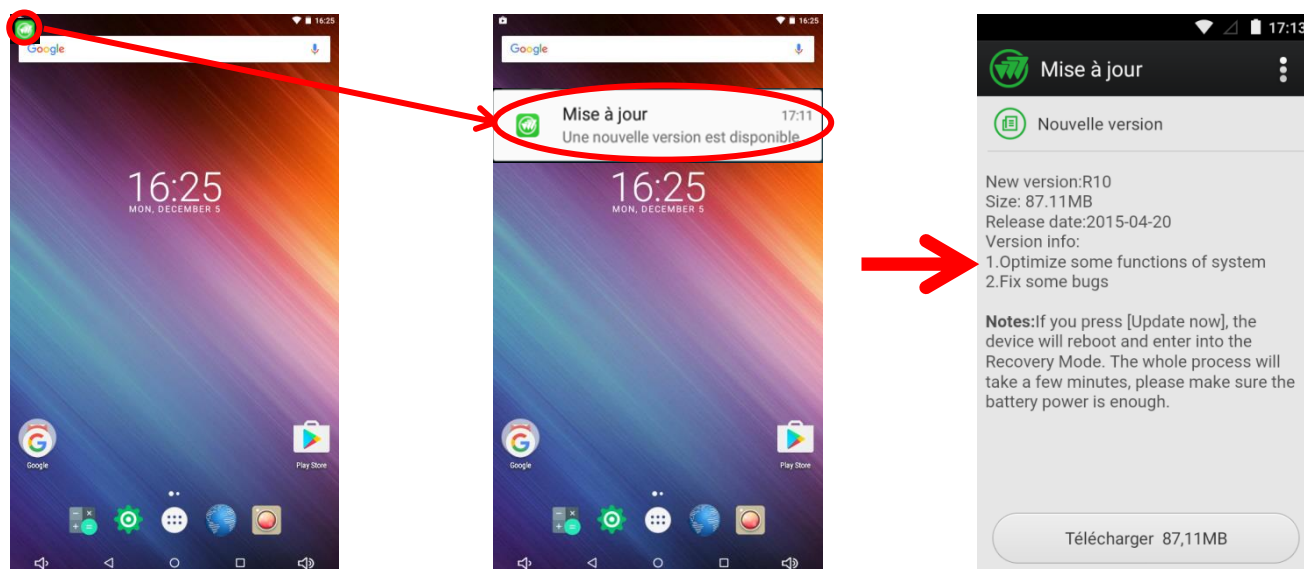 16:25
Google
16:25
MON, DECEMBER 5
Google
Play Store
16:25
Google
Mise à jour
17:11
Une nouvelle version est disponible
16:25
MON, DECEMBER 5
Google
Play Store
17:13
Mise à jour
Nouvelle version
New version:R10
Size: 87.11MB
Release date:2015-04-20
Version info:
1.Optimize some functions of system
2.Fix some bugs
Notes:If you press [Update now], the
device will reboot and enter into the
Recovery Mode. The whole process will
take a few minutes, please make sure the
battery power is enough.
Télécharger 87,11MB